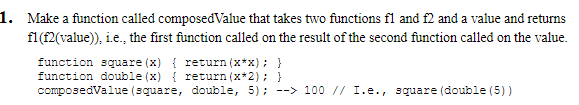 1. Make a function called composedValue that takes two functions f1 and f2 and a value and returns
f1(f2(value)), i.e., the first function called on the result of the second function called on the value.
function square(x) { return(x*x); }
function double(x) { return(x*2); }
composedValue(square, double, 5); --> 100 // I.e., square(double(5))